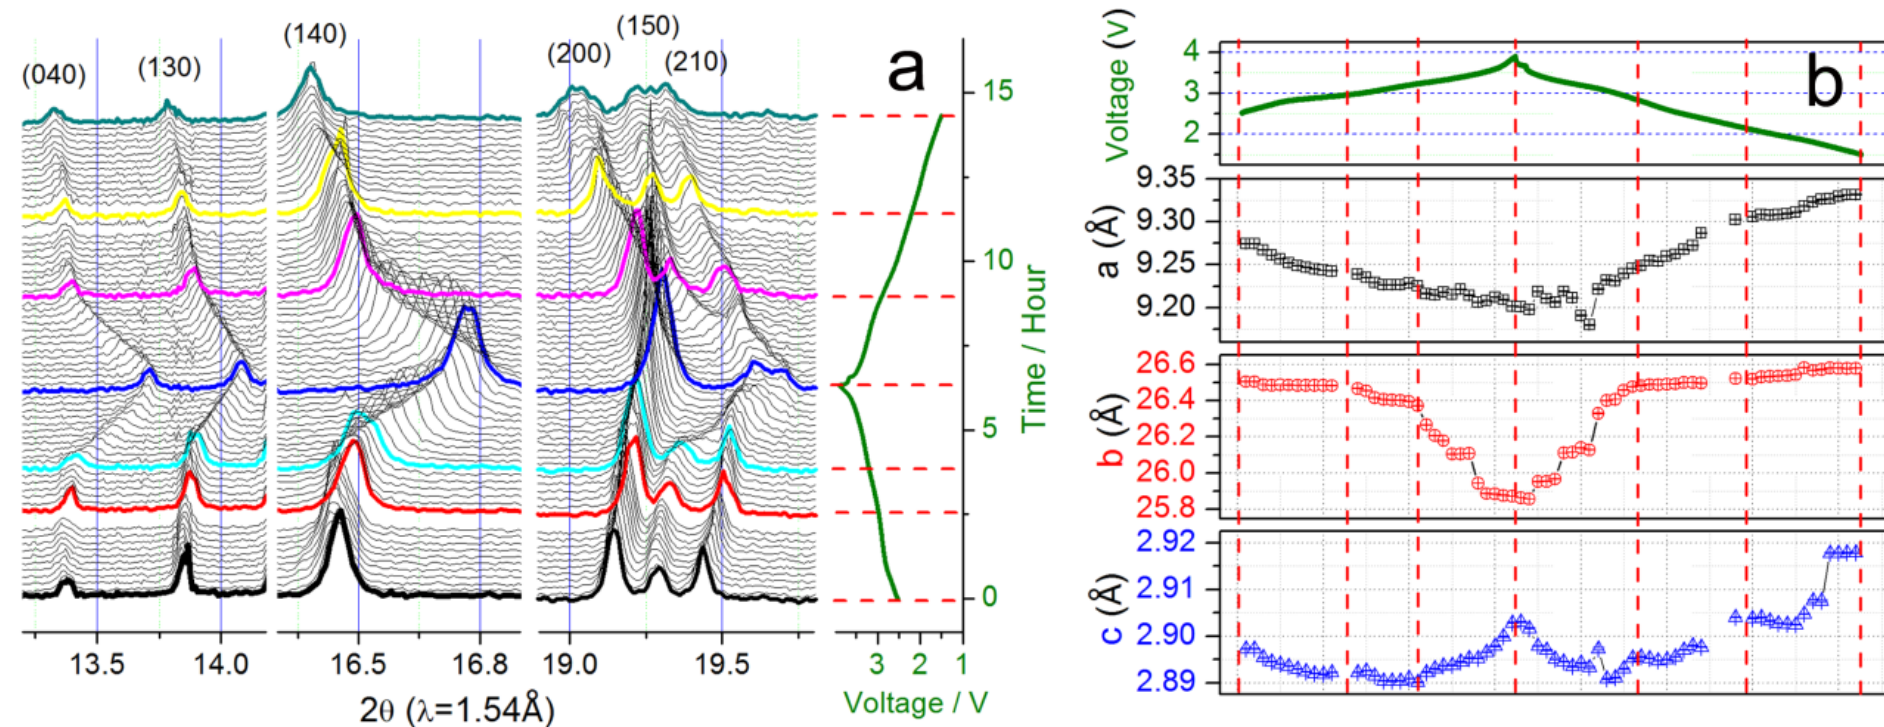 (040)
(130)
(140)
(200)
(150)
(210)
a
15
10
5
0
Time / Hour
13.5 14.0 16.5 16.8 19.0 19.5
3 2 1
2θ (λ=1.54Å)
Voltage / V
b
Voltage (v)
4
3
2
a (Å)
9.35
9.30
9.25
9.20
b (Å)
26.6
26.4
26.2
26.0
25.8
c (Å)
2.92
2.91
2.90
2.89